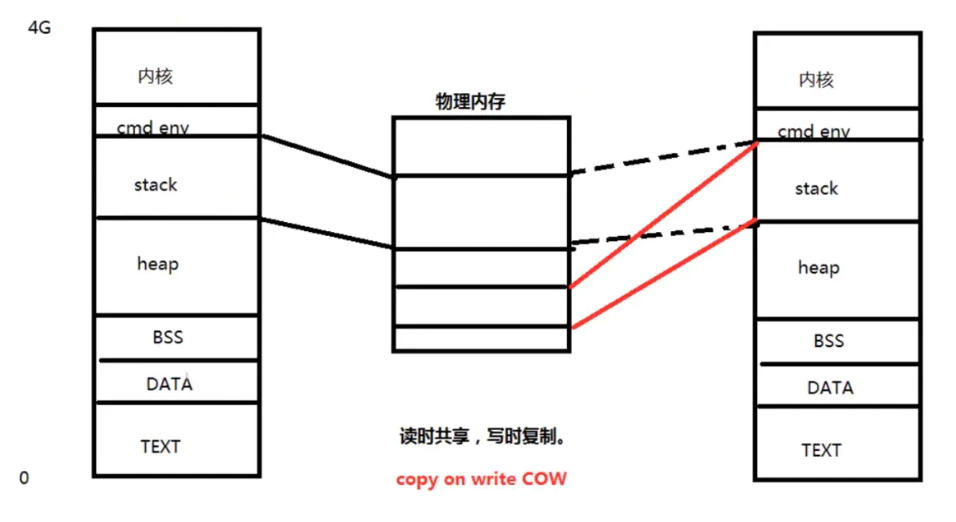 4G
内核
cmd env
stack
heap
BSS
DATA
TEXT
0
物理内存
读时共享，写时复制。
copy on write COW
内核
cmd env
stack
heap
BSS
DATA
TEXT